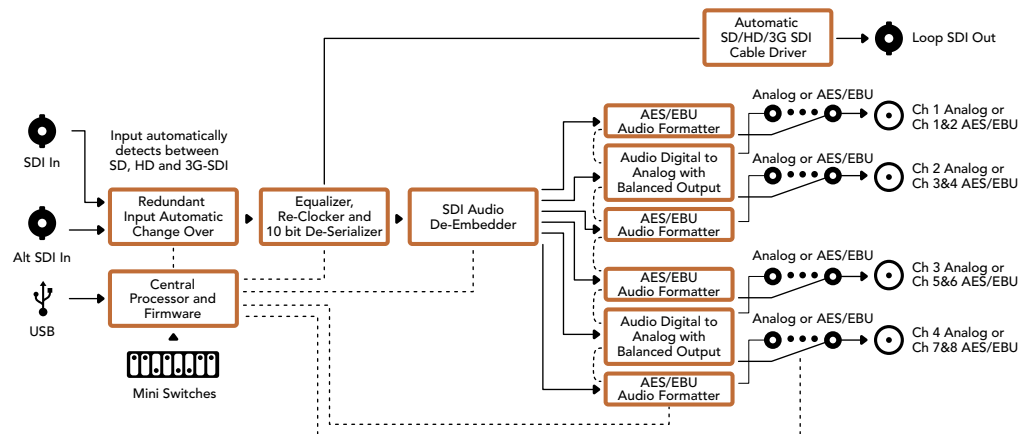 Automatic
SD/HD/3G SDI
Cable Driver
Loop SDI Out
Input automatically
detects between
SD, HD and 3G-SDI
SDI In
Alt SDI In
USB
Redundant
Input Automatic
Change Over
Equalizer,
Re-Clocker and
10 bit De-Serializer
SDI Audio
De-Embedder
Central
Processor and
Firmware
Mini Switches
AES/EBU
Audio Formatter
Audio Digital to
Analog with
Balanced Output
AES/EBU
Audio Formatter
AES/EBU
Audio Formatter
Audio Digital to
Analog with
Balanced Output
AES/EBU
Audio Formatter
Analog or AES/EBU
Ch 1 Analog or
Ch 1&2 AES/EBU
Analog or AES/EBU
Ch 2 Analog or
Ch 3&4 AES/EBU
Analog or AES/EBU
Ch 3 Analog or
Ch 5&6 AES/EBU
Analog or AES/EBU
Ch 4 Analog or
Ch 7&8 AES/EBU